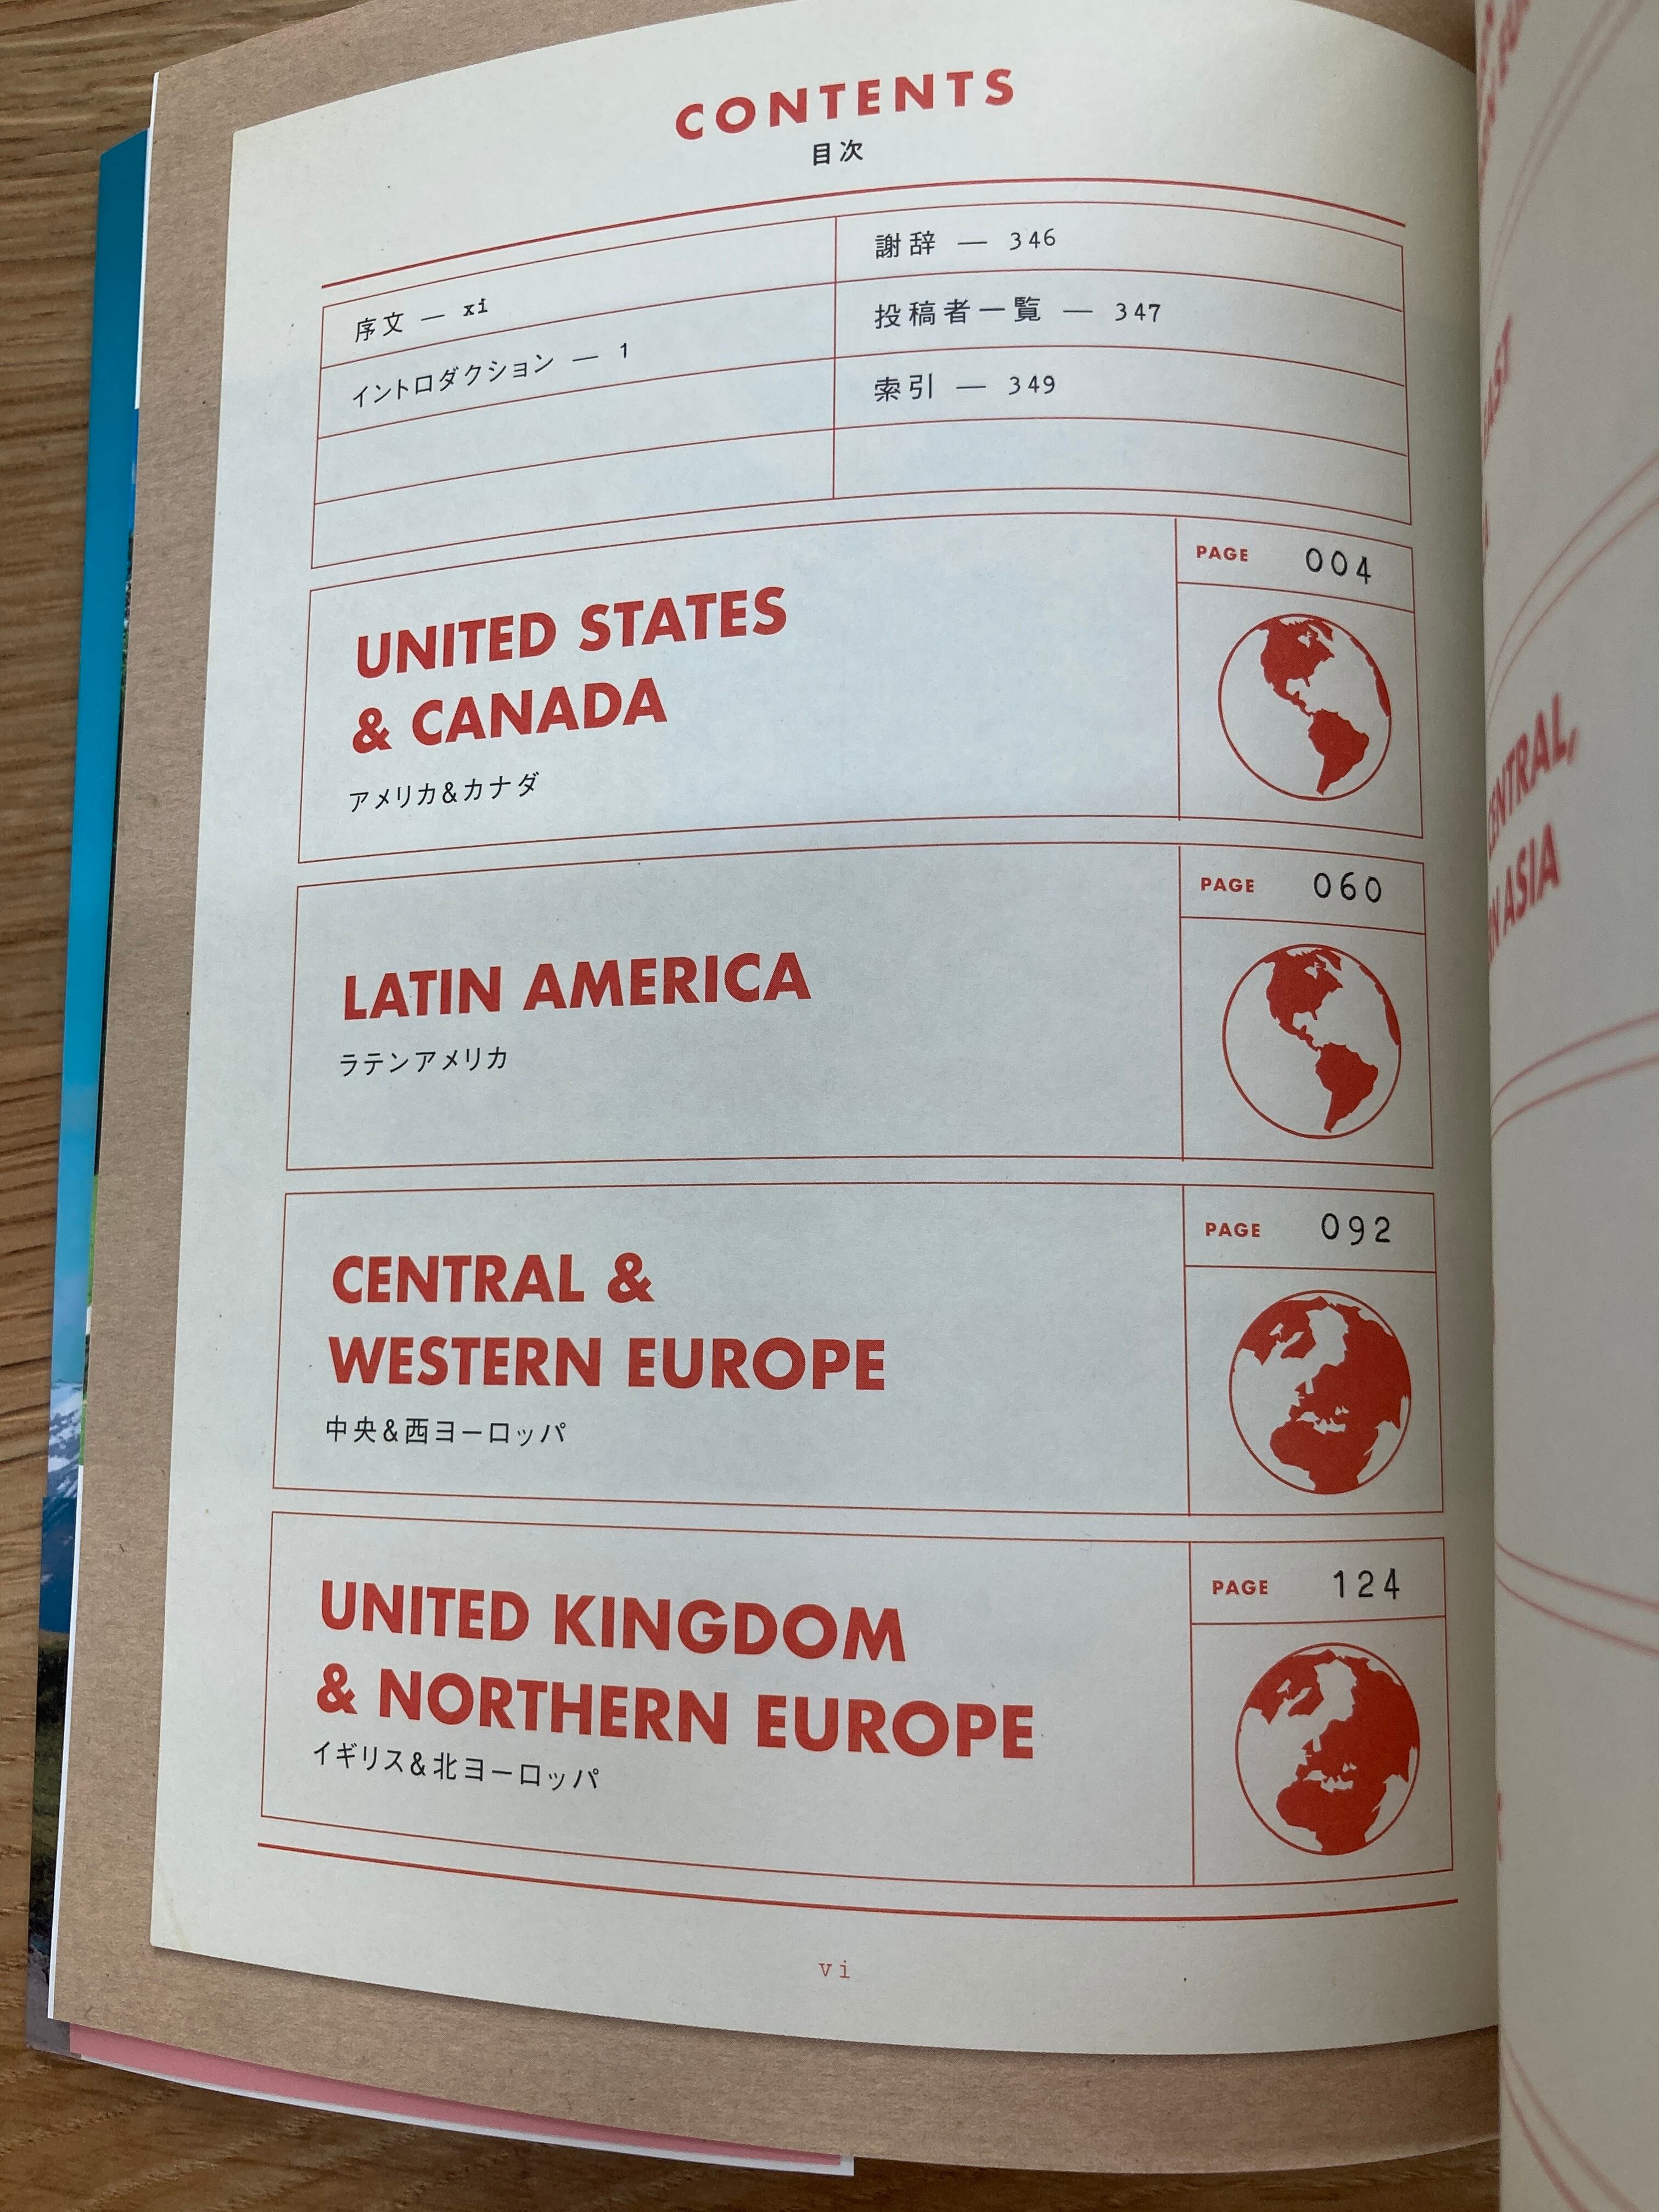 CONTENTS
目次
序文 — xi
イントロダクション — 1
謝辞 — 346
投稿者一覧 — 347
索引 — 349
UNITED STATES
& CANADA
アメリカ&カナダ
PAGE 004
LATIN AMERICA
ラテンアメリカ
PAGE 060
CENTRAL &
WESTERN EUROPE
中央&西ヨーロッパ
PAGE 092
UNITED KINGDOM
& NORTHERN EUROPE
イギリス&北ヨーロッパ
PAGE 124
vi
ASIA